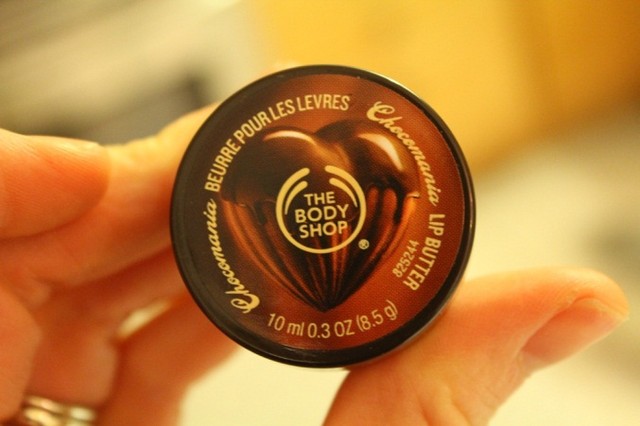 Chocomania BEURRE POUR LES LEVRES
Chocomania LIP BUTTER
THE
BODY
SHOP
®
825244
10 ml 0.3 OZ (8.5 g)